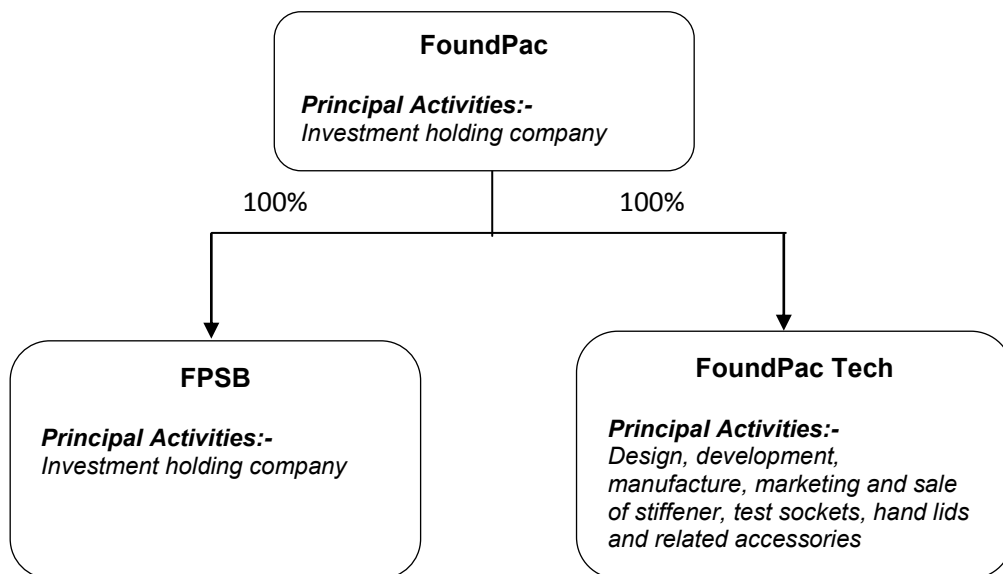 FoundPac
Principal Activities:-
Investment holding company
100%
100%
FPSB
Principal Activities:-
Investment holding company
FoundPac Tech
Principal Activities:-
Design, development,
manufacture, marketing and sale
of stiffener, test sockets, hand lids
and related accessories